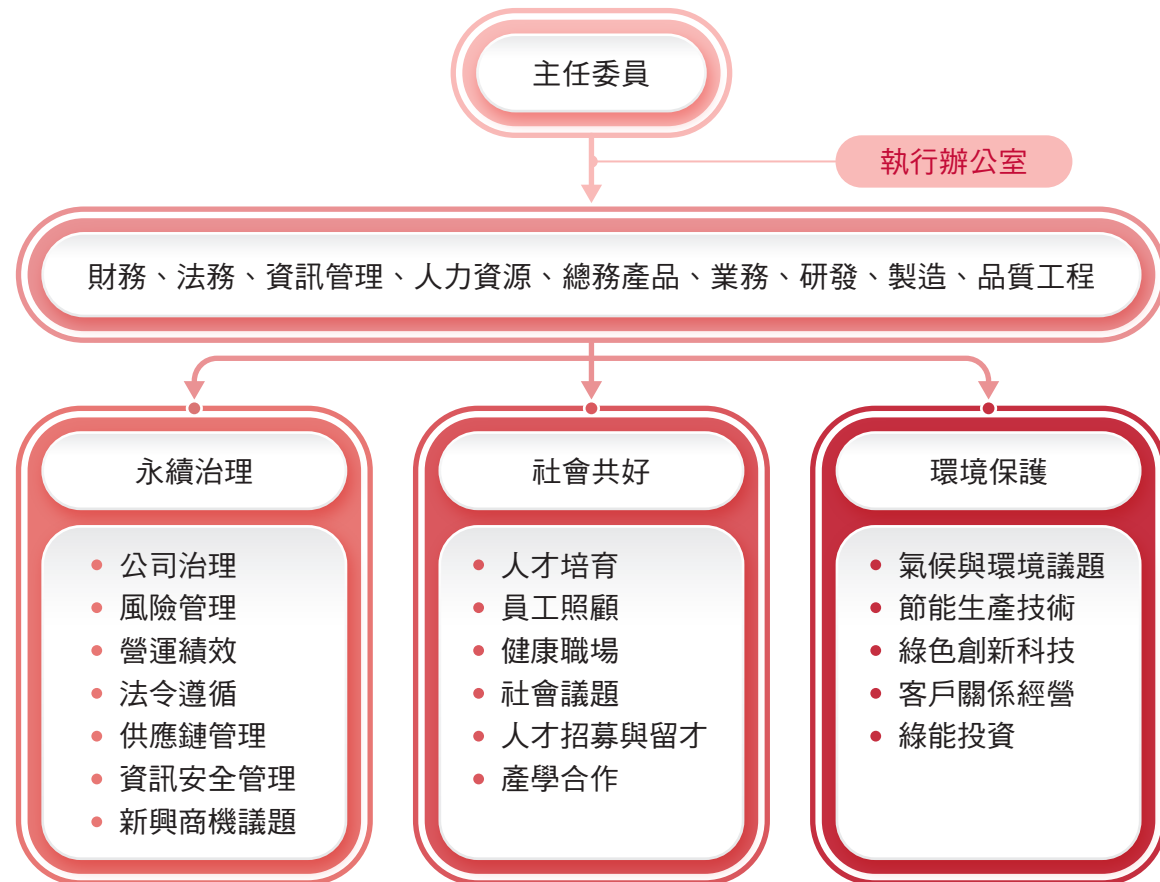 主任委員
執行辦公室
財務、法務、資訊管理、人力資源、總務產品、業務、研發、製造、品質工程
永續治理
• 公司治理
• 風險管理
• 營運績效
• 法令遵循
• 供應鏈管理
• 資訊安全管理
• 新興商機議題
社會共好
• 人才培育
• 員工照顧
• 健康職場
• 社會議題
• 人才招募與留才
• 產學合作
環境保護
• 氣候與環境議題
• 節能生產技術
• 綠色創新科技
• 客戶關係經營
• 綠能投資